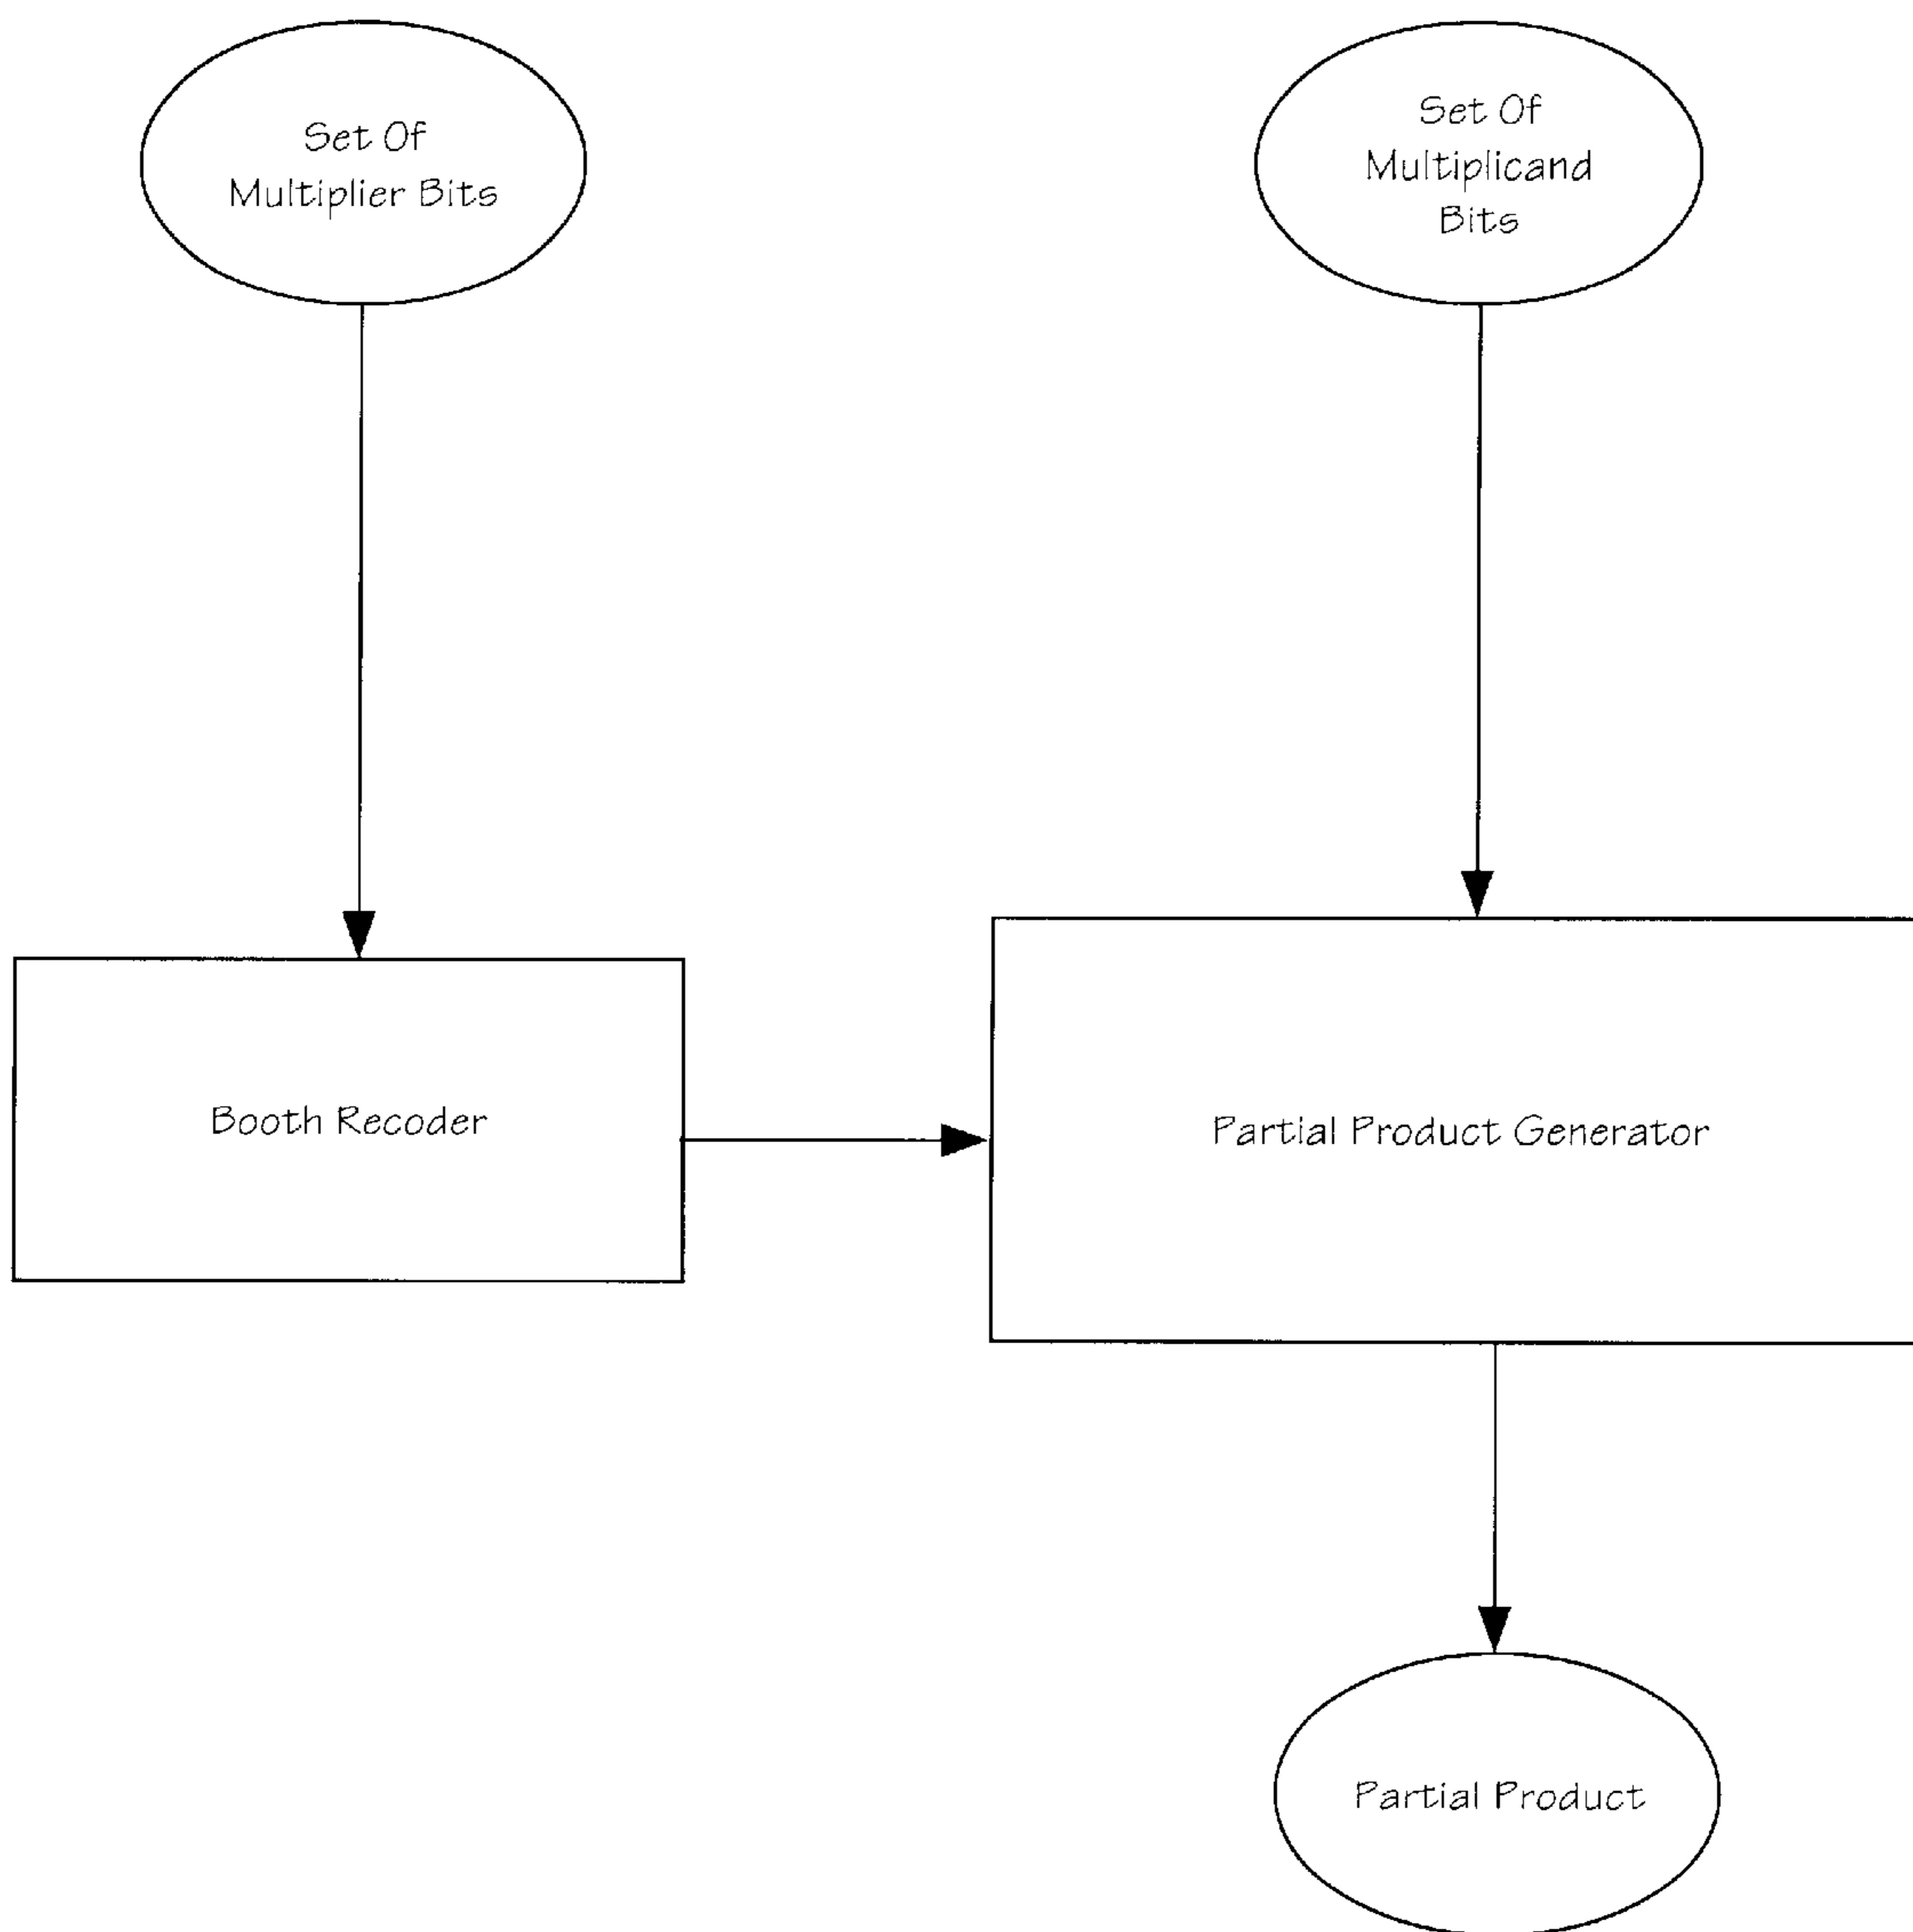 Set Of
Multiplier Bits
Set Of
Multiplicand
Bits
Booth Recoder
Partial Product Generator
Partial Product